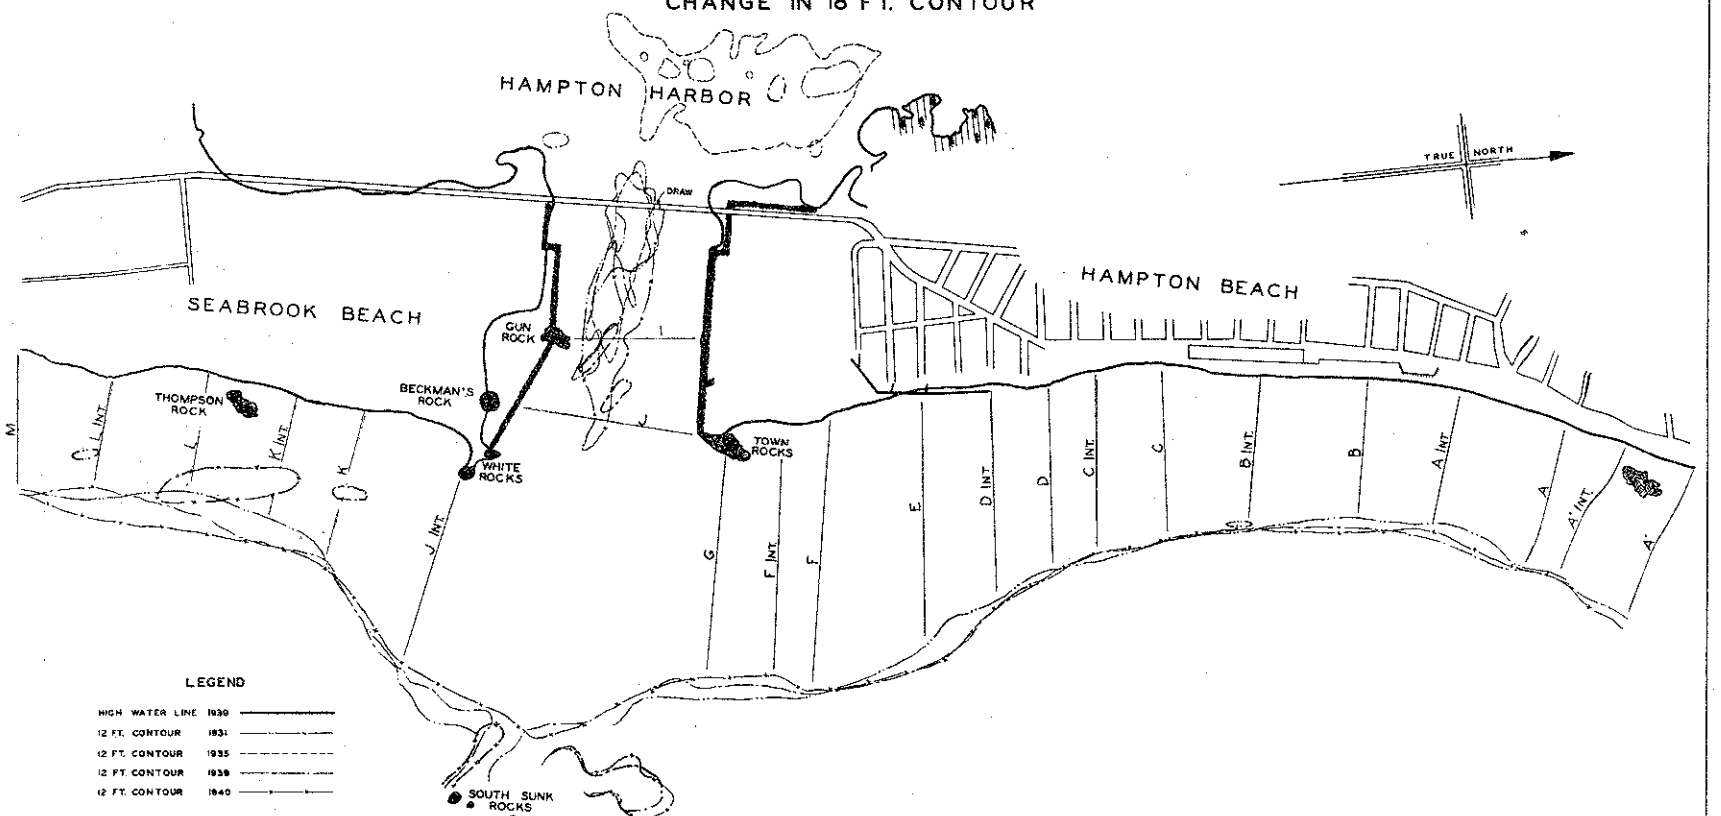 CHANGE IN 18 FT. CONTOUR
HAMPTON HARBOR
TRUE NORTH
DRAW
HAMPTON BEACH
SEABROOK BEACH
GUN
ROCK
I
BECKMAN'S
ROCK
THOMPSON
ROCK
J
TOWN
ROCKS
WHITE
ROCKS
M
L INT.
L
K INT.
K
J INT.
G
F INT.
F
E
D INT.
D
C INT.
C
B INT.
B
A INT.
A
A' INT.
A'
LEGEND
HIGH WATER LINE 1939
12 FT. CONTOUR 1931
12 FT. CONTOUR 1935
12 FT. CONTOUR 1939
12 FT. CONTOUR 1940
SOUTH SUNK
ROCKS